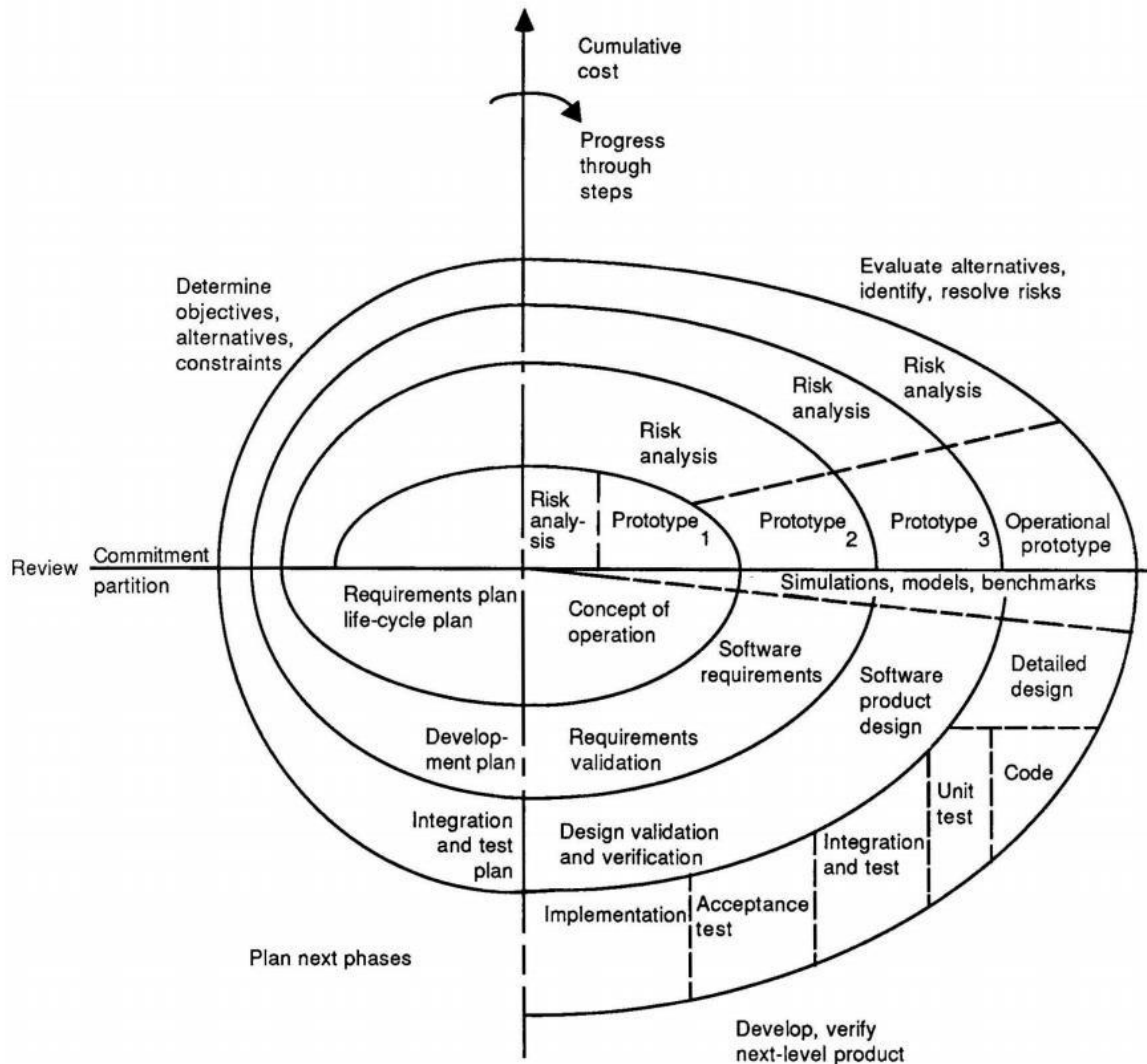 Cumulative
cost
Progress
through
steps
Determine
objectives,
alternatives,
constraints
Evaluate alternatives,
identify, resolve risks
Risk
analysis
Risk
analysis
Risk
analysis
Risk
analy-
sis
Prototype 1
Prototype 2
Prototype 3
Operational
prototype
Review
Commitment
partition
Simulations, models, benchmarks
Requirements plan
life-cycle plan
Concept of
operation
Software
requirements
Software
product
design
Detailed
design
Develop-
ment plan
Requirements
validation
Code
Unit
test
Integration
and test
plan
Design validation
and verification
Integration
and test
Acceptance
test
Implementation
Plan next phases
Develop, verify
next-level product